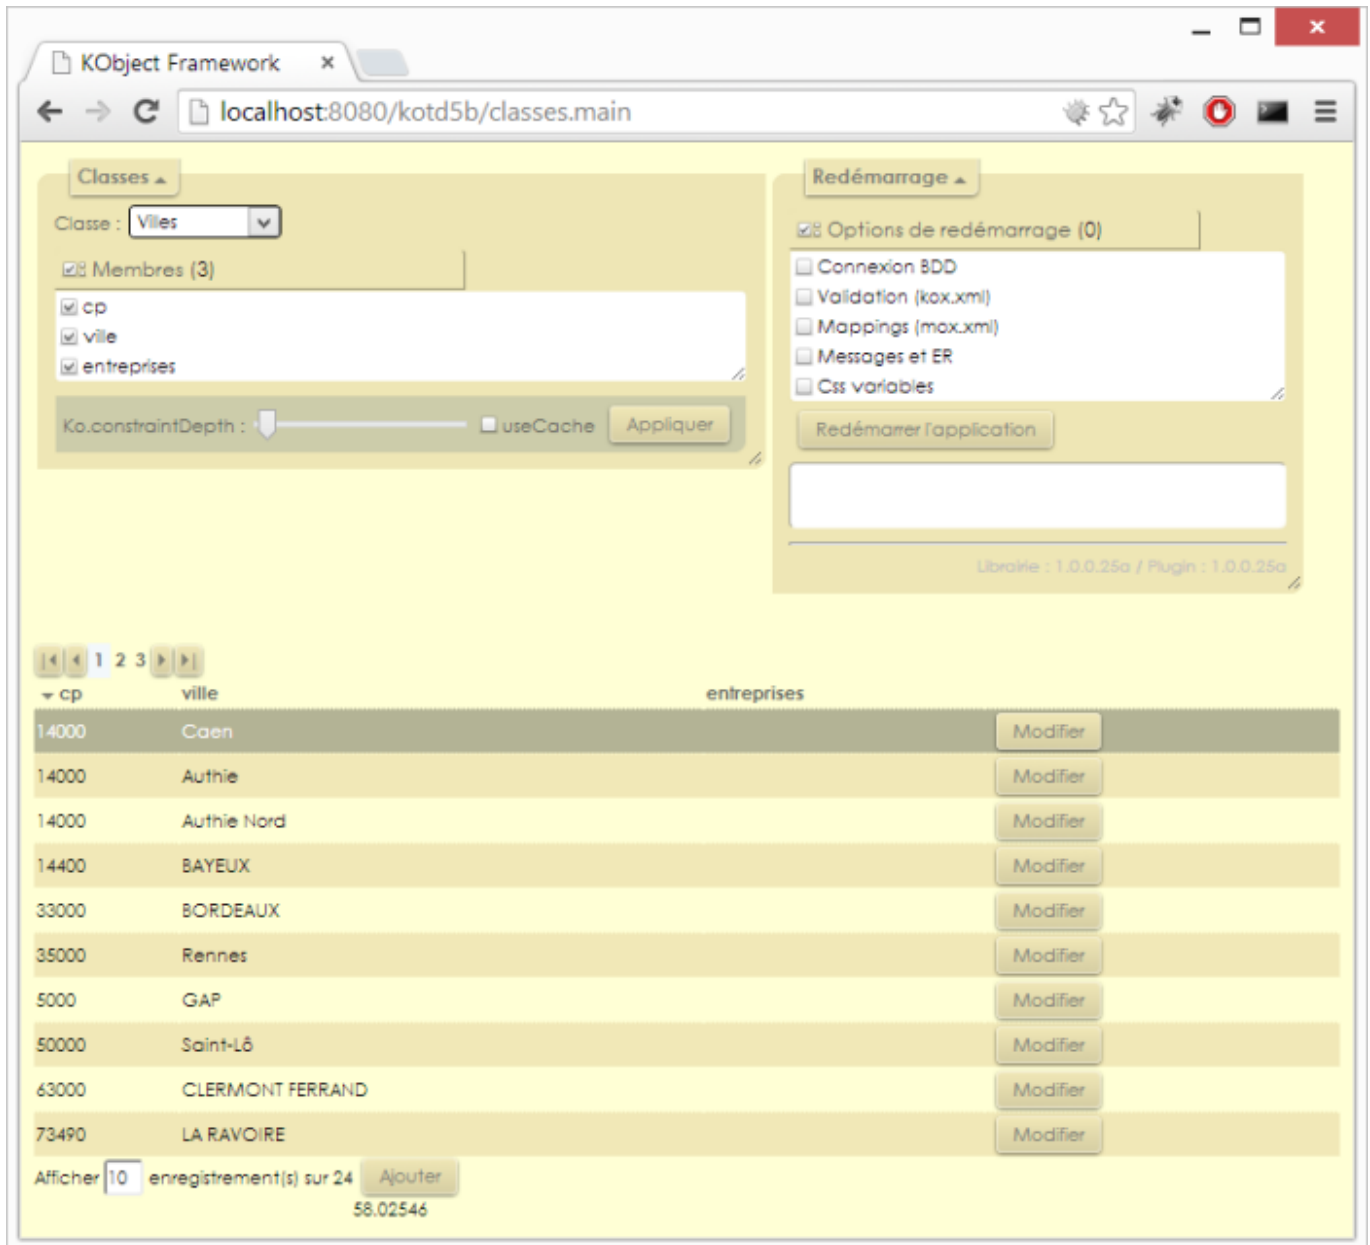 KObject Framework
localhost:8080/kotd5b/classes.main
Classes
Classe : Villes
Membres (3)
cp
ville
entreprises
Ko.constraintDepth : useCache Appliquer
Redémarrage
Options de redémarrage (0)
Connexion BDD
Validation (kox.xml)
Mappings (mox.xml)
Messages et ER
Css variables
Redémarrer l'application
Librairie : 1.0.0.25a / Plugin : 1.0.0.25a
1 2 3
cp ville entreprises
14000 Caen Modifier
14000 Authie Modifier
14000 Authie Nord Modifier
14400 BAYEUX Modifier
33000 BORDEAUX Modifier
35000 Rennes Modifier
5000 GAP Modifier
50000 Saint-Lô Modifier
63000 CLERMONT FERRAND Modifier
73490 LA RAVOIRE Modifier
Afficher 10 enregistrement(s) sur 24 Ajouter
58.02546